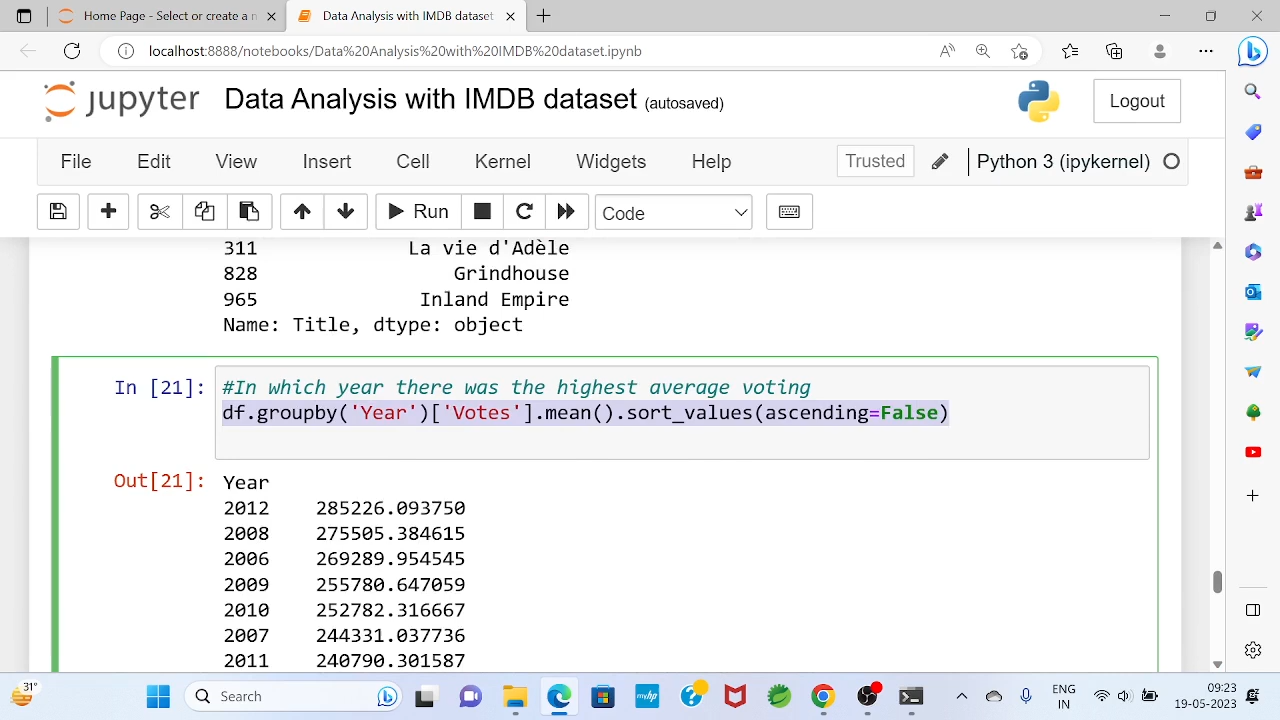 Home Page - Select or create a n
Data Analysis with IMDB dataset
localhost:8888/notebooks/Data%20Analysis%20with%20IMDB%20dataset.ipynb
jupyter Data Analysis with IMDB dataset (autosaved)
Logout
File Edit View Insert Cell Kernel Widgets Help
Trusted Python 3 (ipykernel)
Run Code
311 La vie d'Adèle
828 Grindhouse
965 Inland Empire
Name: Title, dtype: object
In [21]: #In which year there was the highest average voting
df.groupby('Year')['Votes'].mean().sort_values(ascending=False)
Out[21]: Year
2012 285226.093750
2008 275505.384615
2006 269289.954545
2009 255780.647059
2010 252782.316667
2007 244331.037736
2011 240790.301587
31°
Search
ENG
IN
09:23
19-05-2023